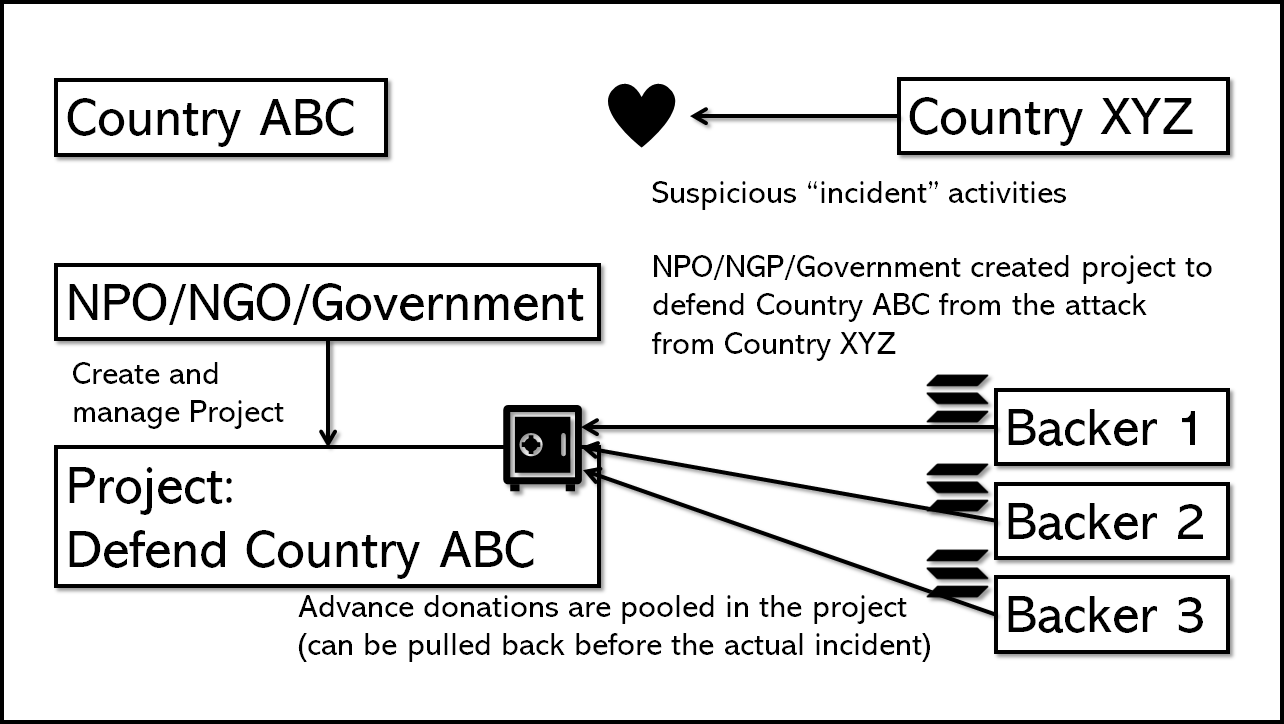 Country ABC
Country XYZ
Suspicious “incident” activities
NPO/NGO/Government
NPO/NGP/Government created project to
defend Country ABC from the attack
from Country XYZ
Create and
manage Project
Backer 1
Project:
Defend Country ABC
Backer 2
Backer 3
Advance donations are pooled in the project
(can be pulled back before the actual incident)